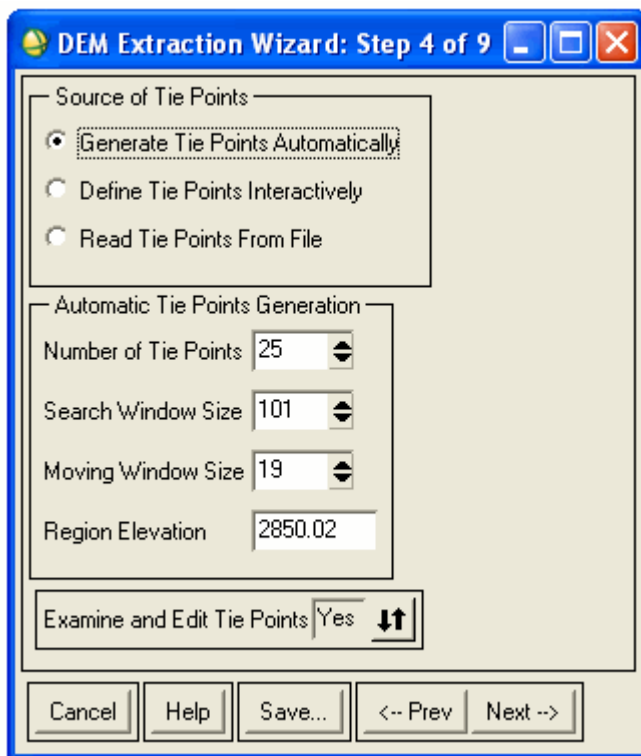 DEM Extraction Wizard: Step 4 of 9
Source of Tie Points
Generate Tie Points Automatically
Define Tie Points Interactively
Read Tie Points From File
Automatic Tie Points Generation
Number of Tie Points 25
Search Window Size 101
Moving Window Size 19
Region Elevation 2850.02
Examine and Edit Tie Points Yes
Cancel Help Save... <-- Prev Next -->